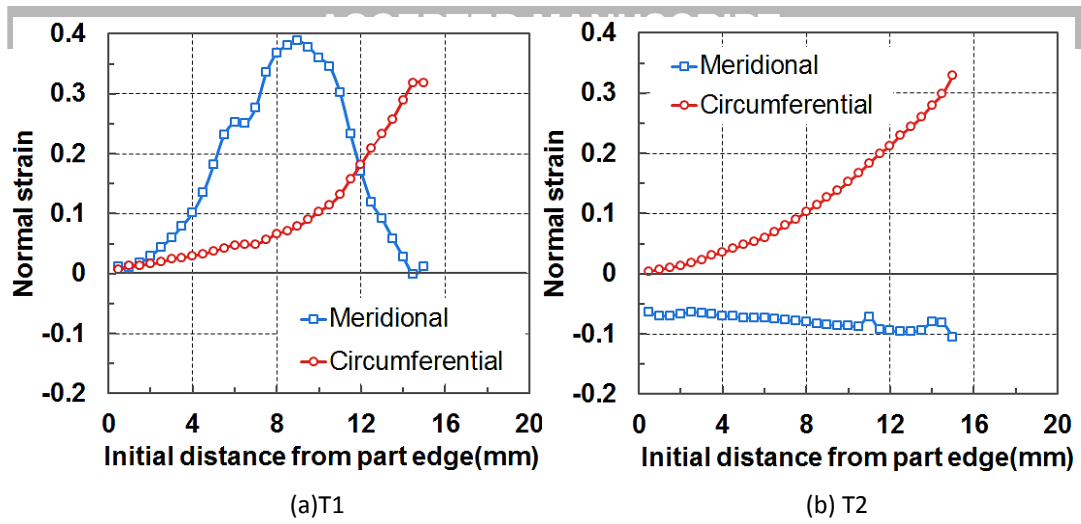 ACCEPTED MANUSCRIPT
0.4
0.3
0.2
0.1
0
-0.1
-0.2
Normal strain
Meridional
Circumferential
0 4 8 12 16 20
Initial distance from part edge(mm)
(a)T1
0.4
0.3
0.2
0.1
0
-0.1
-0.2
Normal strain
Meridional
Circumferential
0 4 8 12 16 20
Initial distance from part edge(mm)
(b) T2